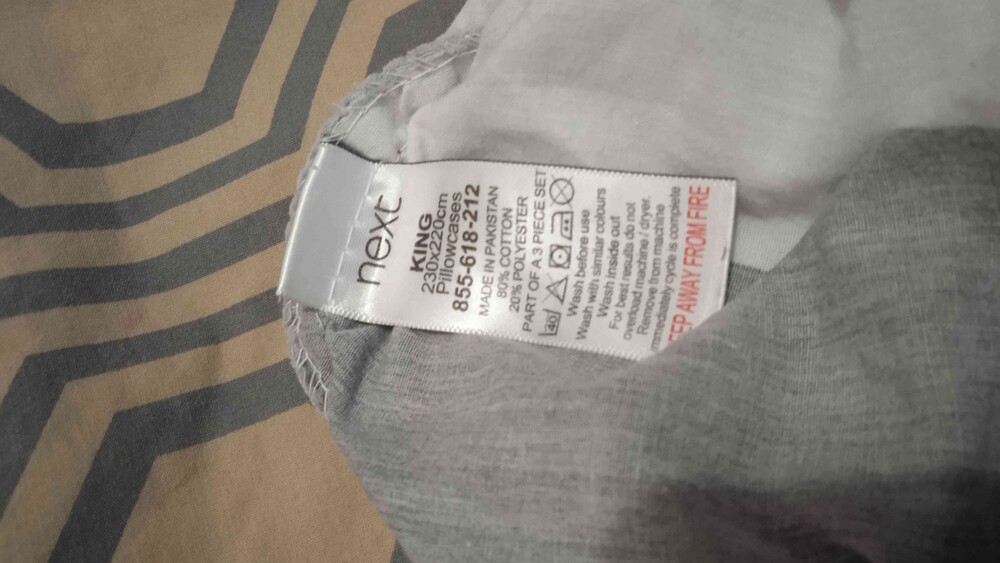 next
KING
230x220cm
Pillowcases
855-618-212
MADE IN PAKISTAN
80% COTTON
20% POLYESTER
PART OF A 3 PIECE SET
40
Wash before use
Wash with similar colours
Wash inside out
For best results do not
overload machine / dryer.
Remove from machine
immediately cycle is complete
EEP AWAY FROM FIRE